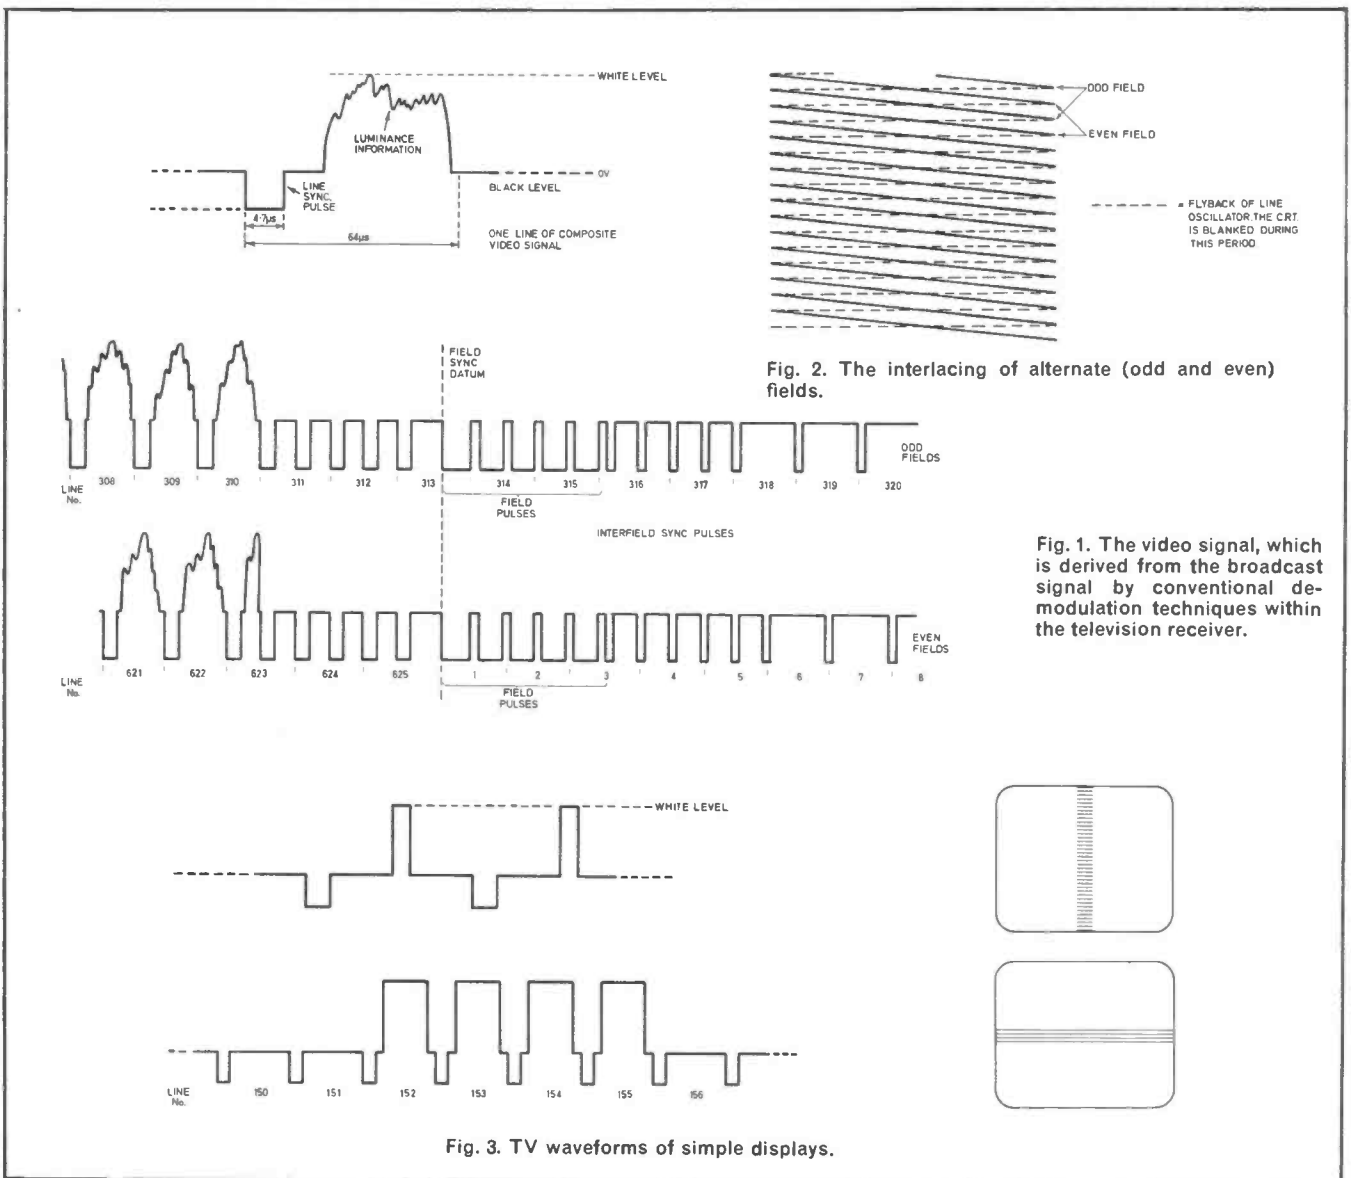 WHITE LEVEL
LUMINANCE
INFORMATION
LINE
SYNC.
PULSE
0V
BLACK LEVEL
4·7µs
64µs
ONE LINE OF COMPOSITE
VIDEO SIGNAL
ODD FIELD
EVEN FIELD
= FLYBACK OF LINE
OSCILLATOR. THE C.R.T.
IS BLANKED DURING
THIS PERIOD
Fig. 2. The interlacing of alternate (odd and even)
fields.
FIELD
SYNC
DATUM
ODD
FIELDS
LINE
No.
308 309 310 311 312 313 314 315 316 317 318 319 320
FIELD
PULSES
INTERFIELD SYNC PULSES
Fig. 1. The video signal, which
is derived from the broadcast
signal by conventional de-
modulation techniques within
the television receiver.
EVEN
FIELDS
LINE
No.
621 622 623 624 625 1 2 3 4 5 6 7 8
FIELD
PULSES
WHITE LEVEL
LINE
No.
150 151 152 153 154 155 156
Fig. 3. TV waveforms of simple displays.